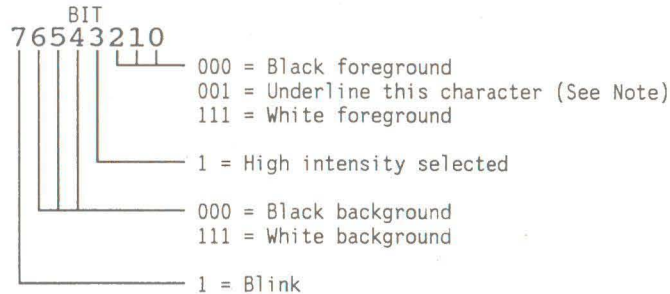 BIT
76543210
000 = Black foreground
001 = Underline this character (See Note)
111 = White foreground
1 = High intensity selected
000 = Black background
111 = White background
1 = Blink